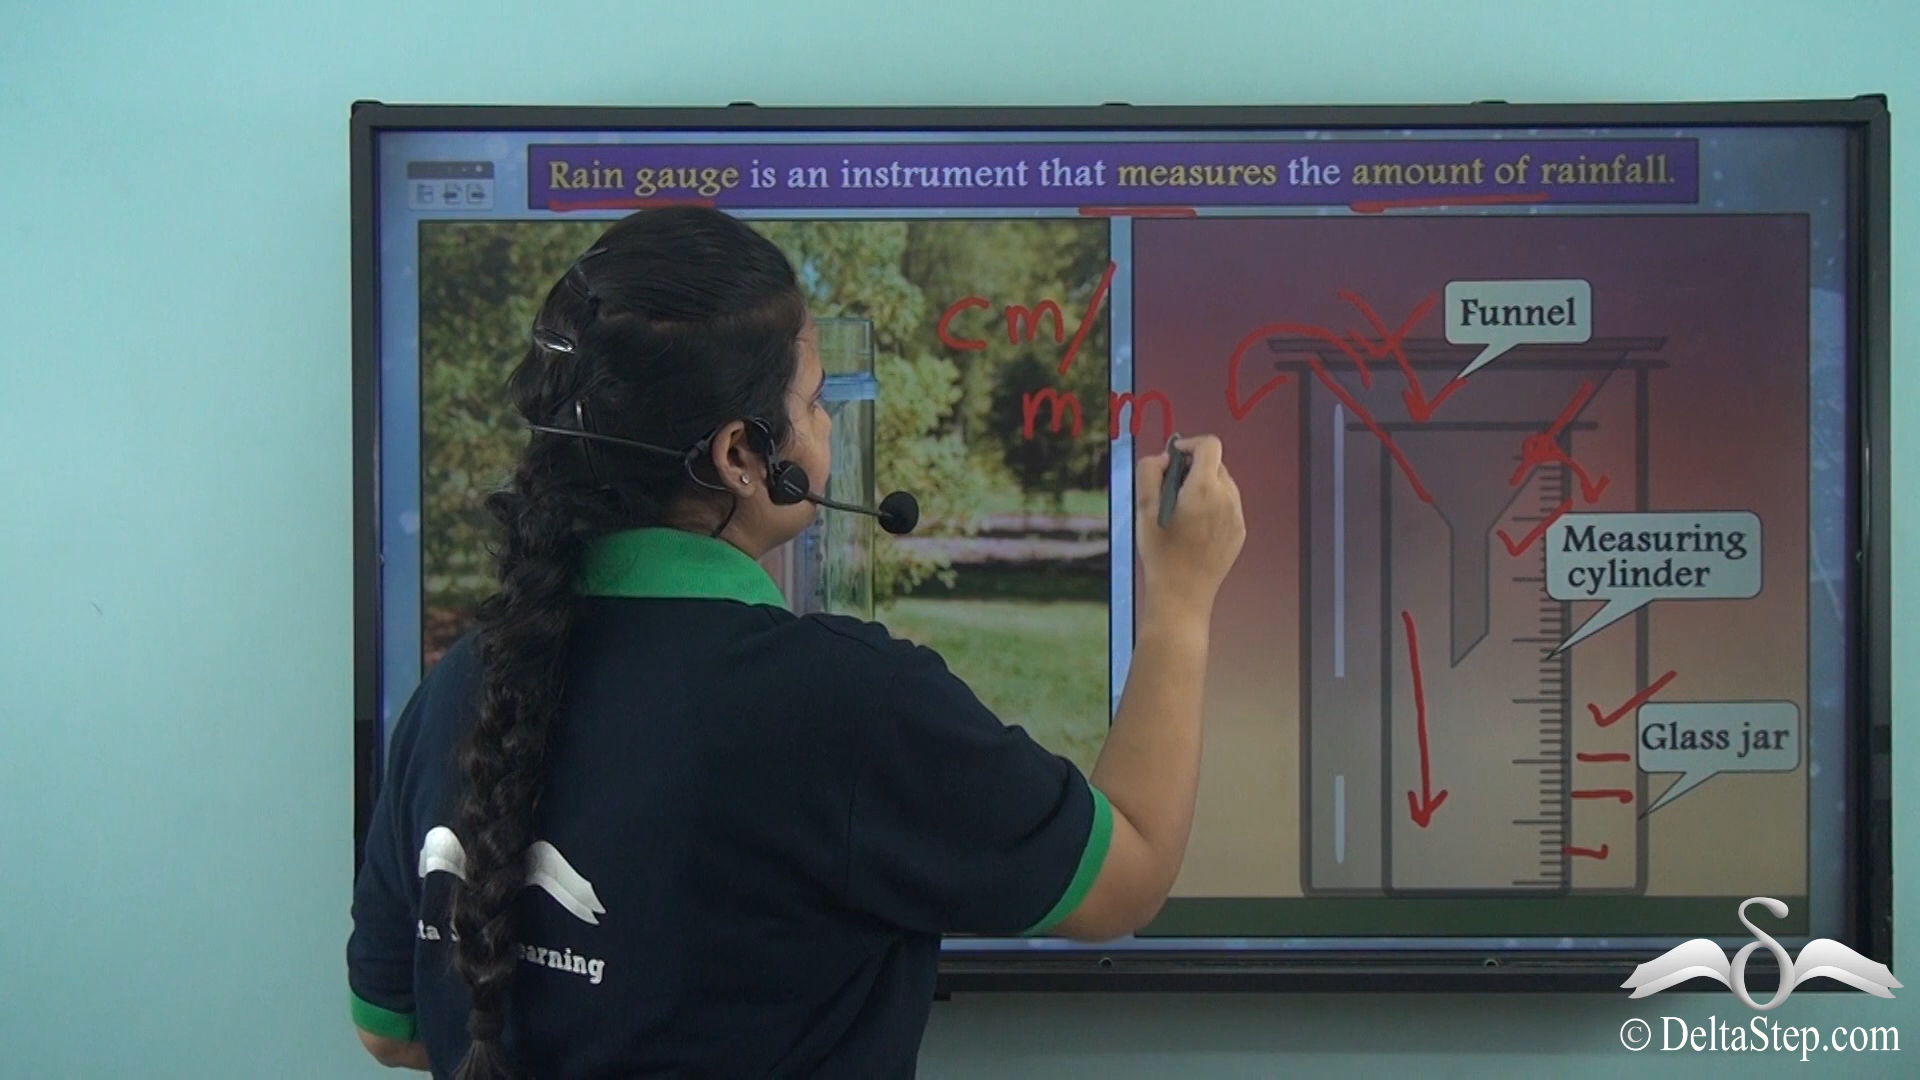 Rain gauge is an instrument that measures the amount of rainfall.
cm/
mm
Funnel
Measuring
cylinder
Glass jar
earning
© DeltaStep.com